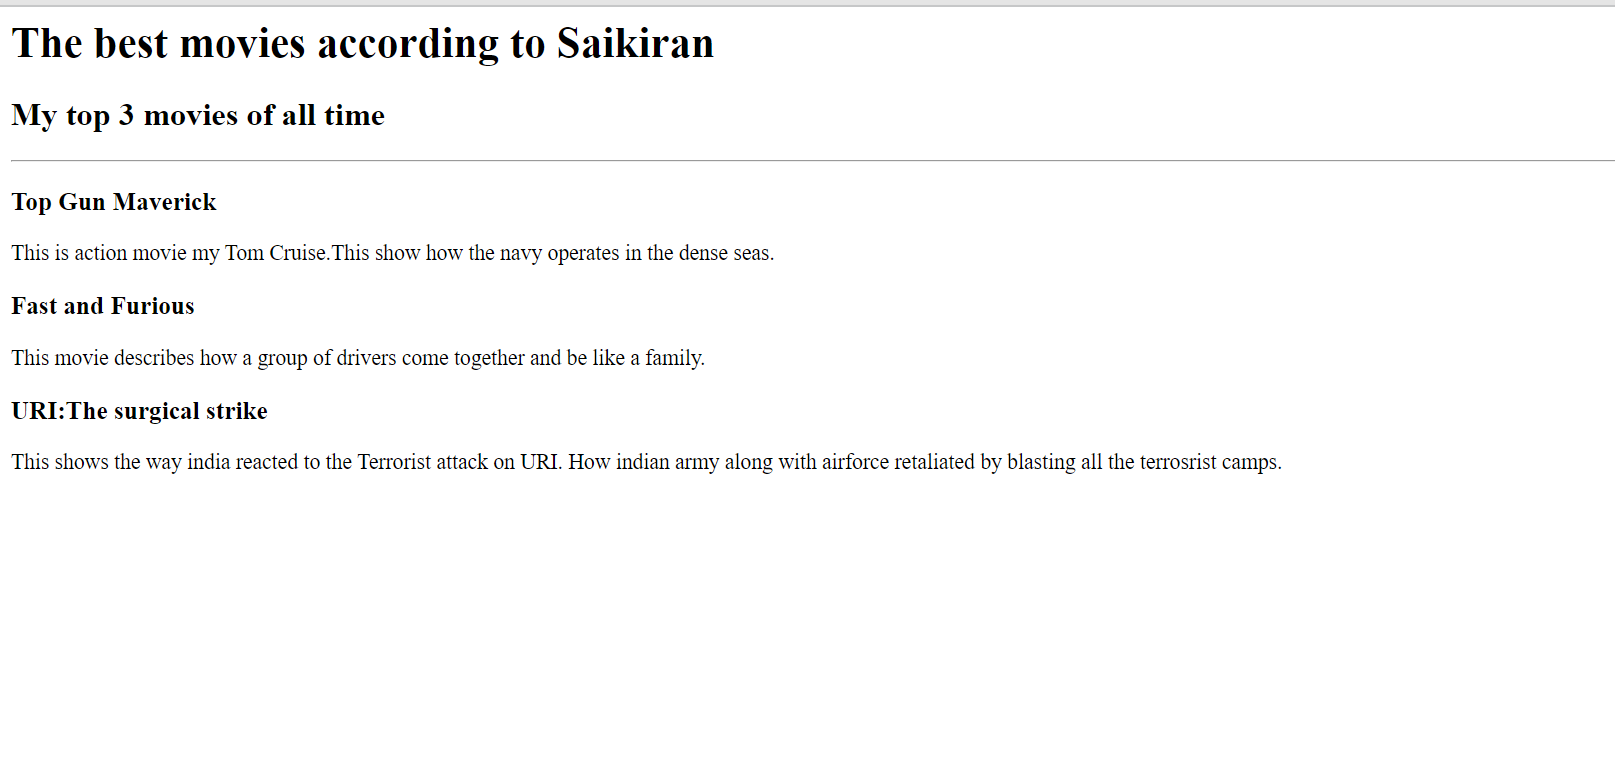 The best movies according to Saikiran
My top 3 movies of all time
Top Gun Maverick
This is action movie my Tom Cruise.This show how the navy operates in the dense seas.
Fast and Furious
This movie describes how a group of drivers come together and be like a family.
URI:The surgical strike
This shows the way india reacted to the Terrorist attack on URI. How indian army along with airforce retaliated by blasting all the terrosrist camps.